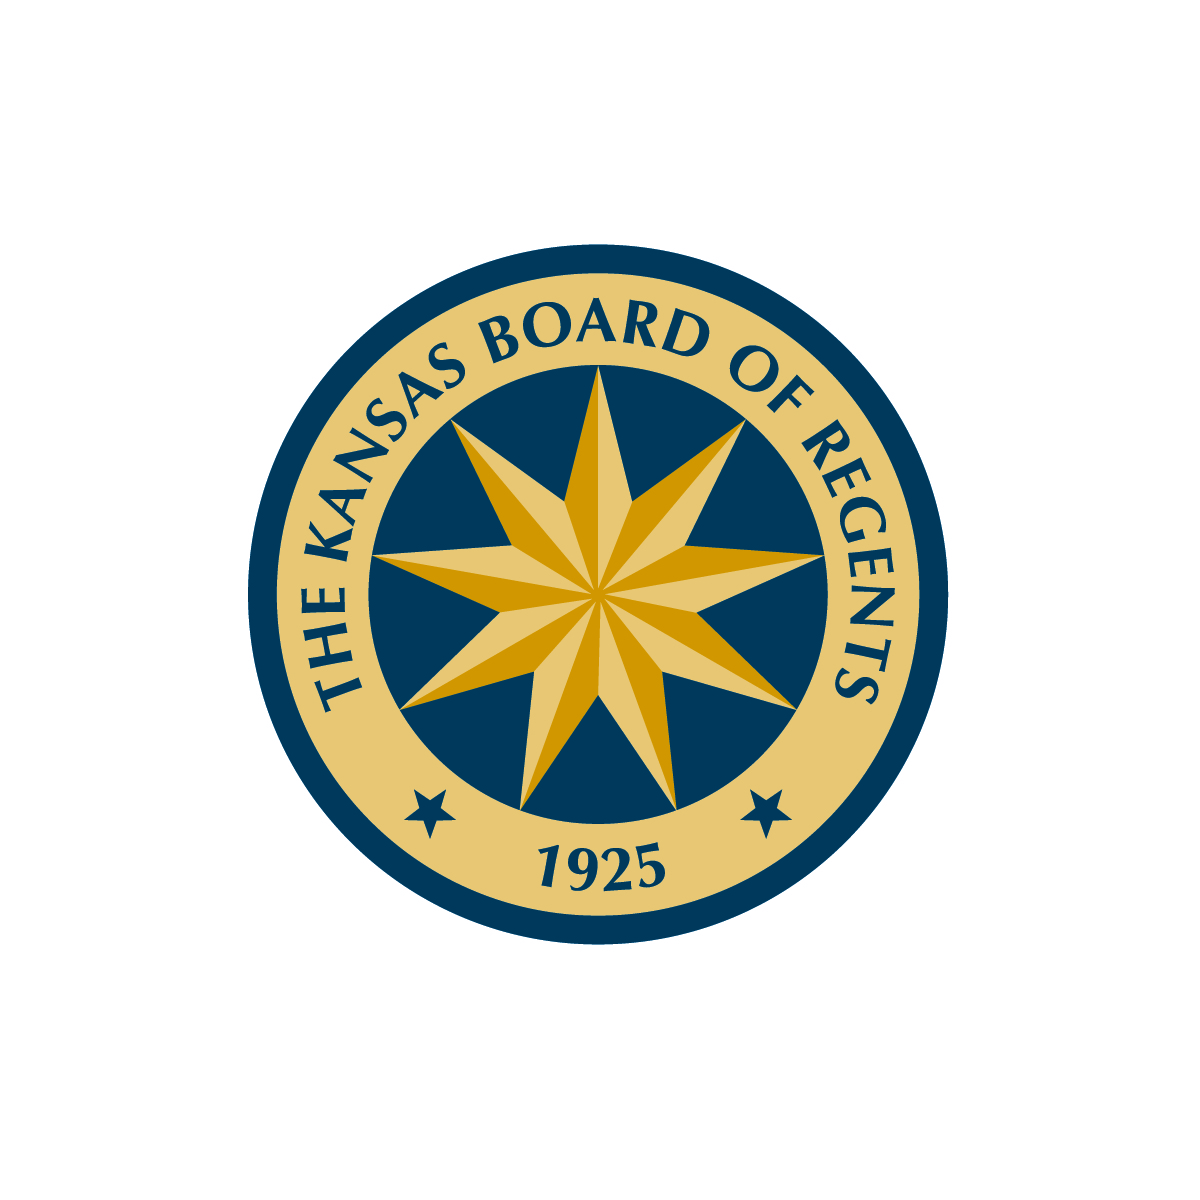 THE KANSAS BOARD OF REGENTS
1925